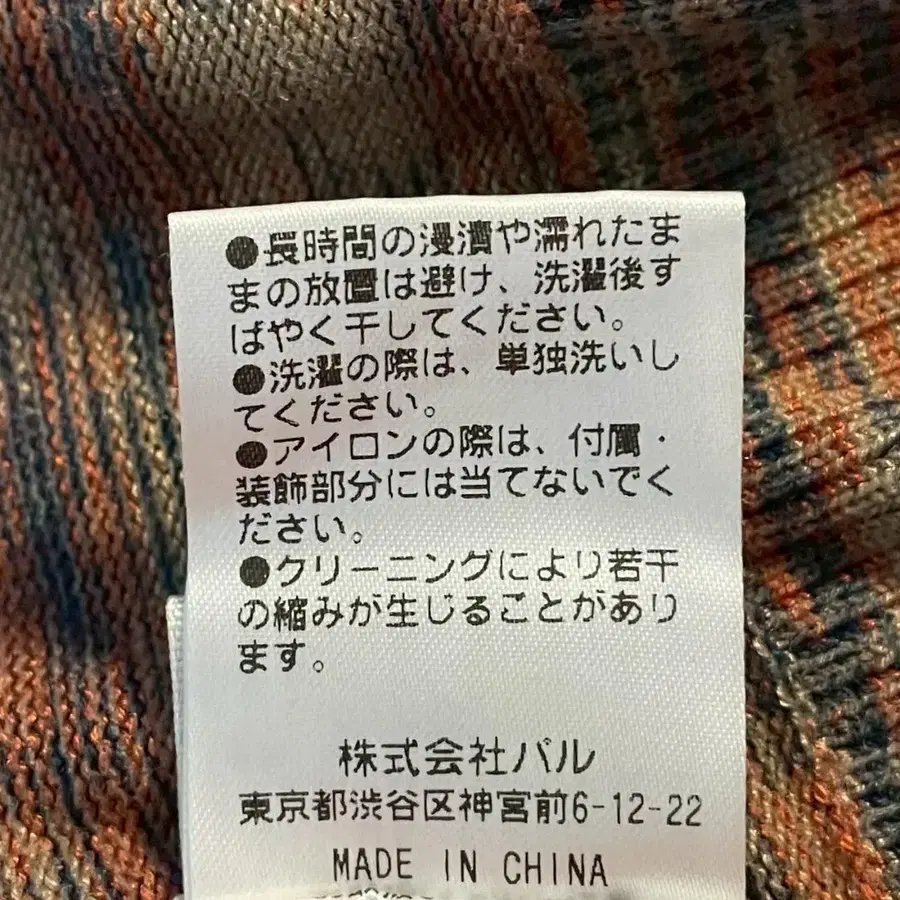 ●長時間の浸漬や濡れたま
まの放置は避け、洗濯後す
ばやく干してください。
●洗濯の際は、単独洗いし
てください。
●アイロンの際は、付属・
装飾部分には当てないでく
ださい。
●クリーニングにより若干
の縮みが生じることがあり
ます。
株式会社パル
東京都渋谷区神宮前6-12-22
MADE IN CHINA